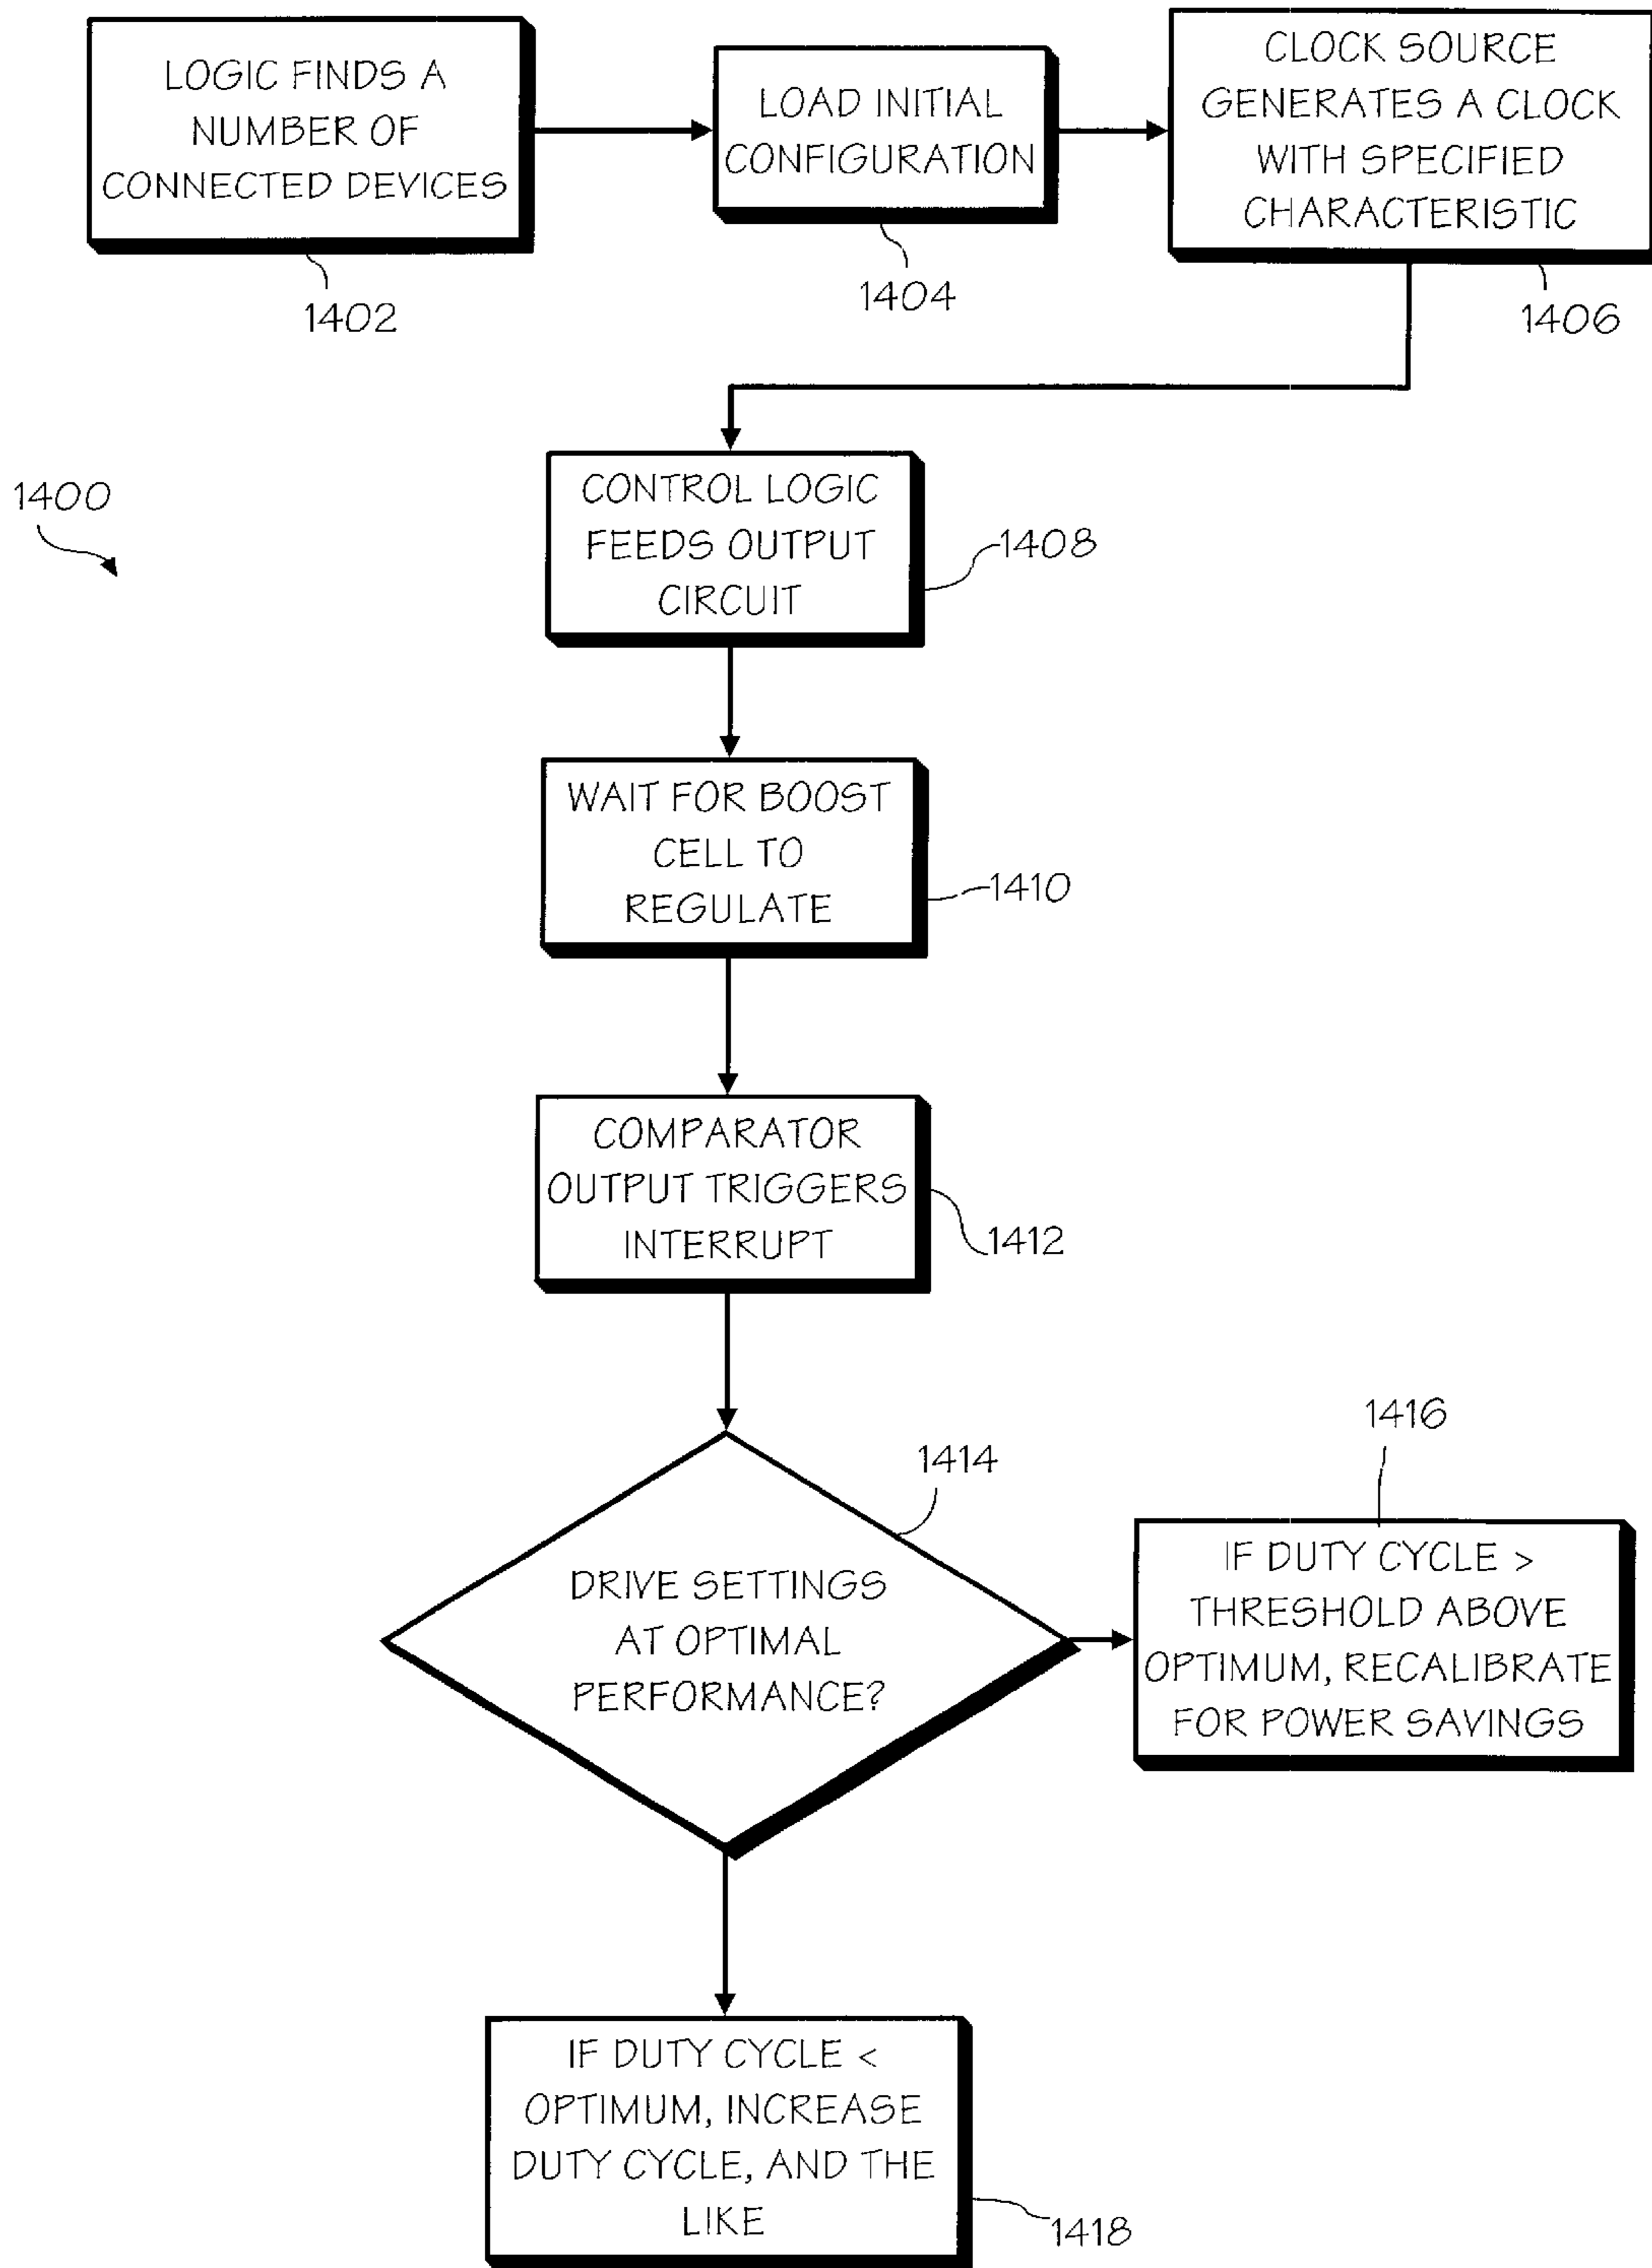 LOGIC FINDS A
NUMBER OF
CONNECTED DEVICES
1402
LOAD INITIAL
CONFIGURATION
1404
CLOCK SOURCE
GENERATES A CLOCK
WITH SPECIFIED
CHARACTERISTIC
1406
1400
CONTROL LOGIC
FEEDS OUTPUT
CIRCUIT
1408
WAIT FOR BOOST
CELL TO
REGULATE
1410
COMPARATOR
OUTPUT TRIGGERS
INTERRUPT
1412
DRIVE SETTINGS
AT OPTIMAL
PERFORMANCE?
1414
1416
IF DUTY CYCLE >
THRESHOLD ABOVE
OPTIMUM, RECALIBRATE
FOR POWER SAVINGS
IF DUTY CYCLE <
OPTIMUM, INCREASE
DUTY CYCLE, AND THE
LIKE
1418